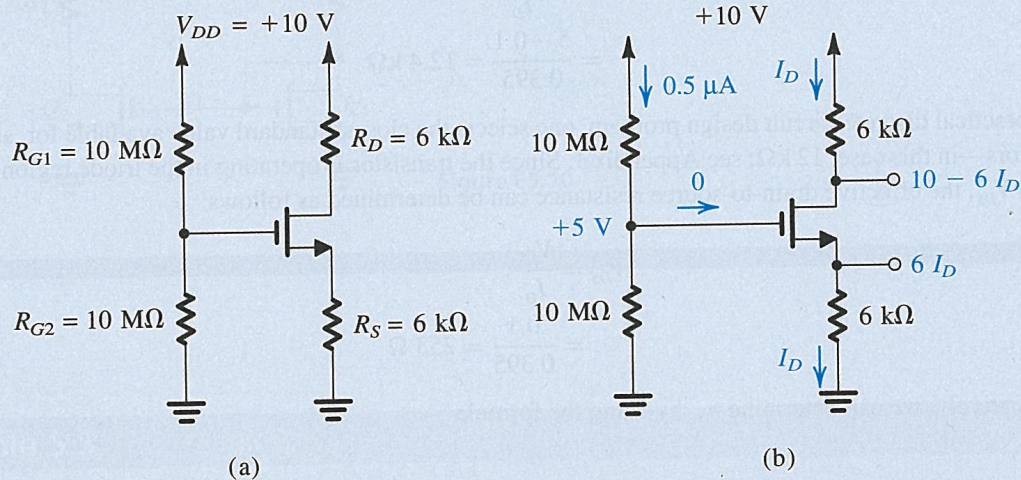 V_DD = +10 V
R_G1 = 10 MΩ
R_D = 6 kΩ
R_G2 = 10 MΩ
R_S = 6 kΩ
(a)
+10 V
0.5 μA
I_D
10 MΩ
6 kΩ
10 − 6 I_D
0
+5 V
6 I_D
10 MΩ
6 kΩ
I_D
(b)